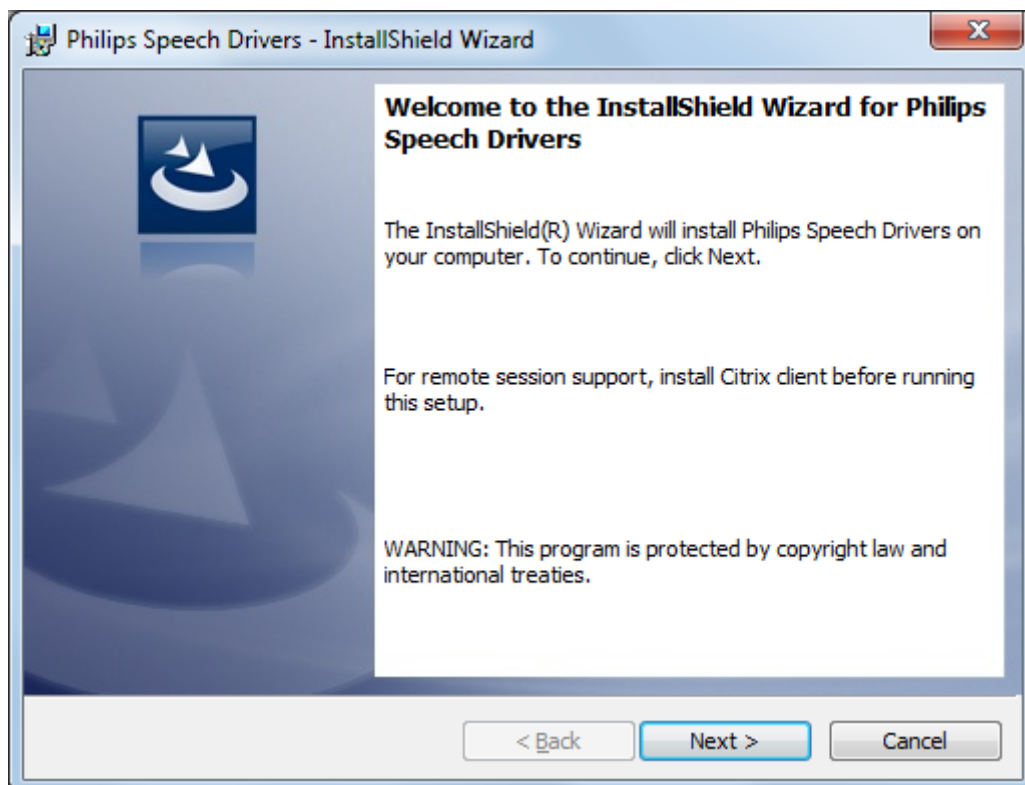 Philips Speech Drivers - InstallShield Wizard
Welcome to the InstallShield Wizard for Philips
Speech Drivers
The InstallShield(R) Wizard will install Philips Speech Drivers on
your computer. To continue, click Next.
For remote session support, install Citrix client before running
this setup.
WARNING: This program is protected by copyright law and
international treaties.
< Back
Next >
Cancel